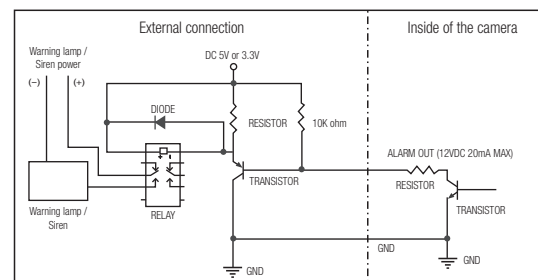 External connection
Inside of the camera
Warning lamp /
Siren power
(–)
(+)
DC 5V or 3.3V
DIODE
RESISTOR
10K ohm
ALARM OUT (12VDC 20mA MAX)
RESISTOR
TRANSISTOR
TRANSISTOR
Warning lamp /
Siren
RELAY
GND
GND
GND